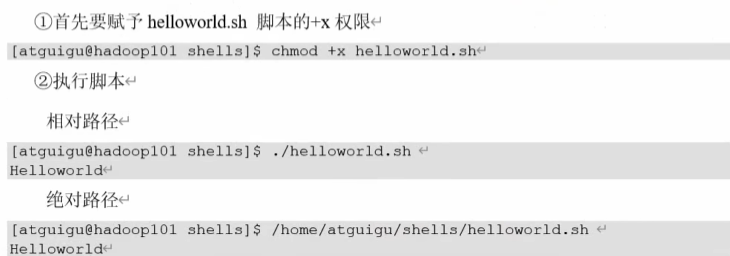 ①首先要赋予 helloworld.sh 脚本的+x 权限↵
[atguigu@hadoop101 shells]$ chmod +x helloworld.sh↵
②执行脚本↵
相对路径↵
[atguigu@hadoop101 shells]$ ./helloworld.sh ↵
Helloworld↵
绝对路径↵
[atguigu@hadoop101 shells]$ /home/atguigu/shells/helloworld.sh ↵
Helloworld↵